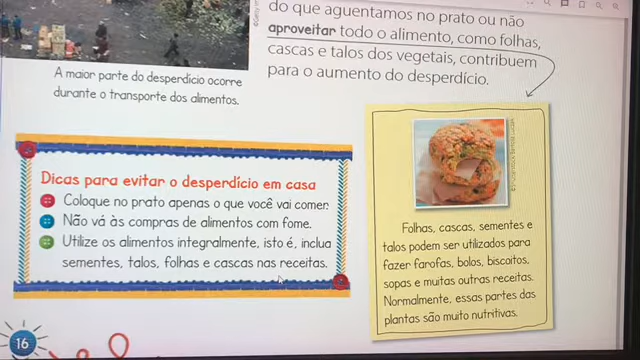 do que aguentamos no prato ou não
aproveitar todo o alimento, como folhas,
cascas e talos dos vegetais, contribuem
para o aumento do desperdício.
A maior parte do desperdício ocorre
durante o transporte dos alimentos.
Dicas para evitar o desperdício em casa
Coloque no prato apenas o que você vai comer.
Não vá às compras de alimentos com fome.
Utilize os alimentos integralmente, isto é, inclua
sementes, talos, folhas e cascas nas receitas.
Folhas, cascas, sementes e
talos podem ser utilizados para
fazer farofas, bolos, biscoitos,
sopas e muitas outras receitas.
Normalmente, essas partes das
plantas são muito nutritivas.
16